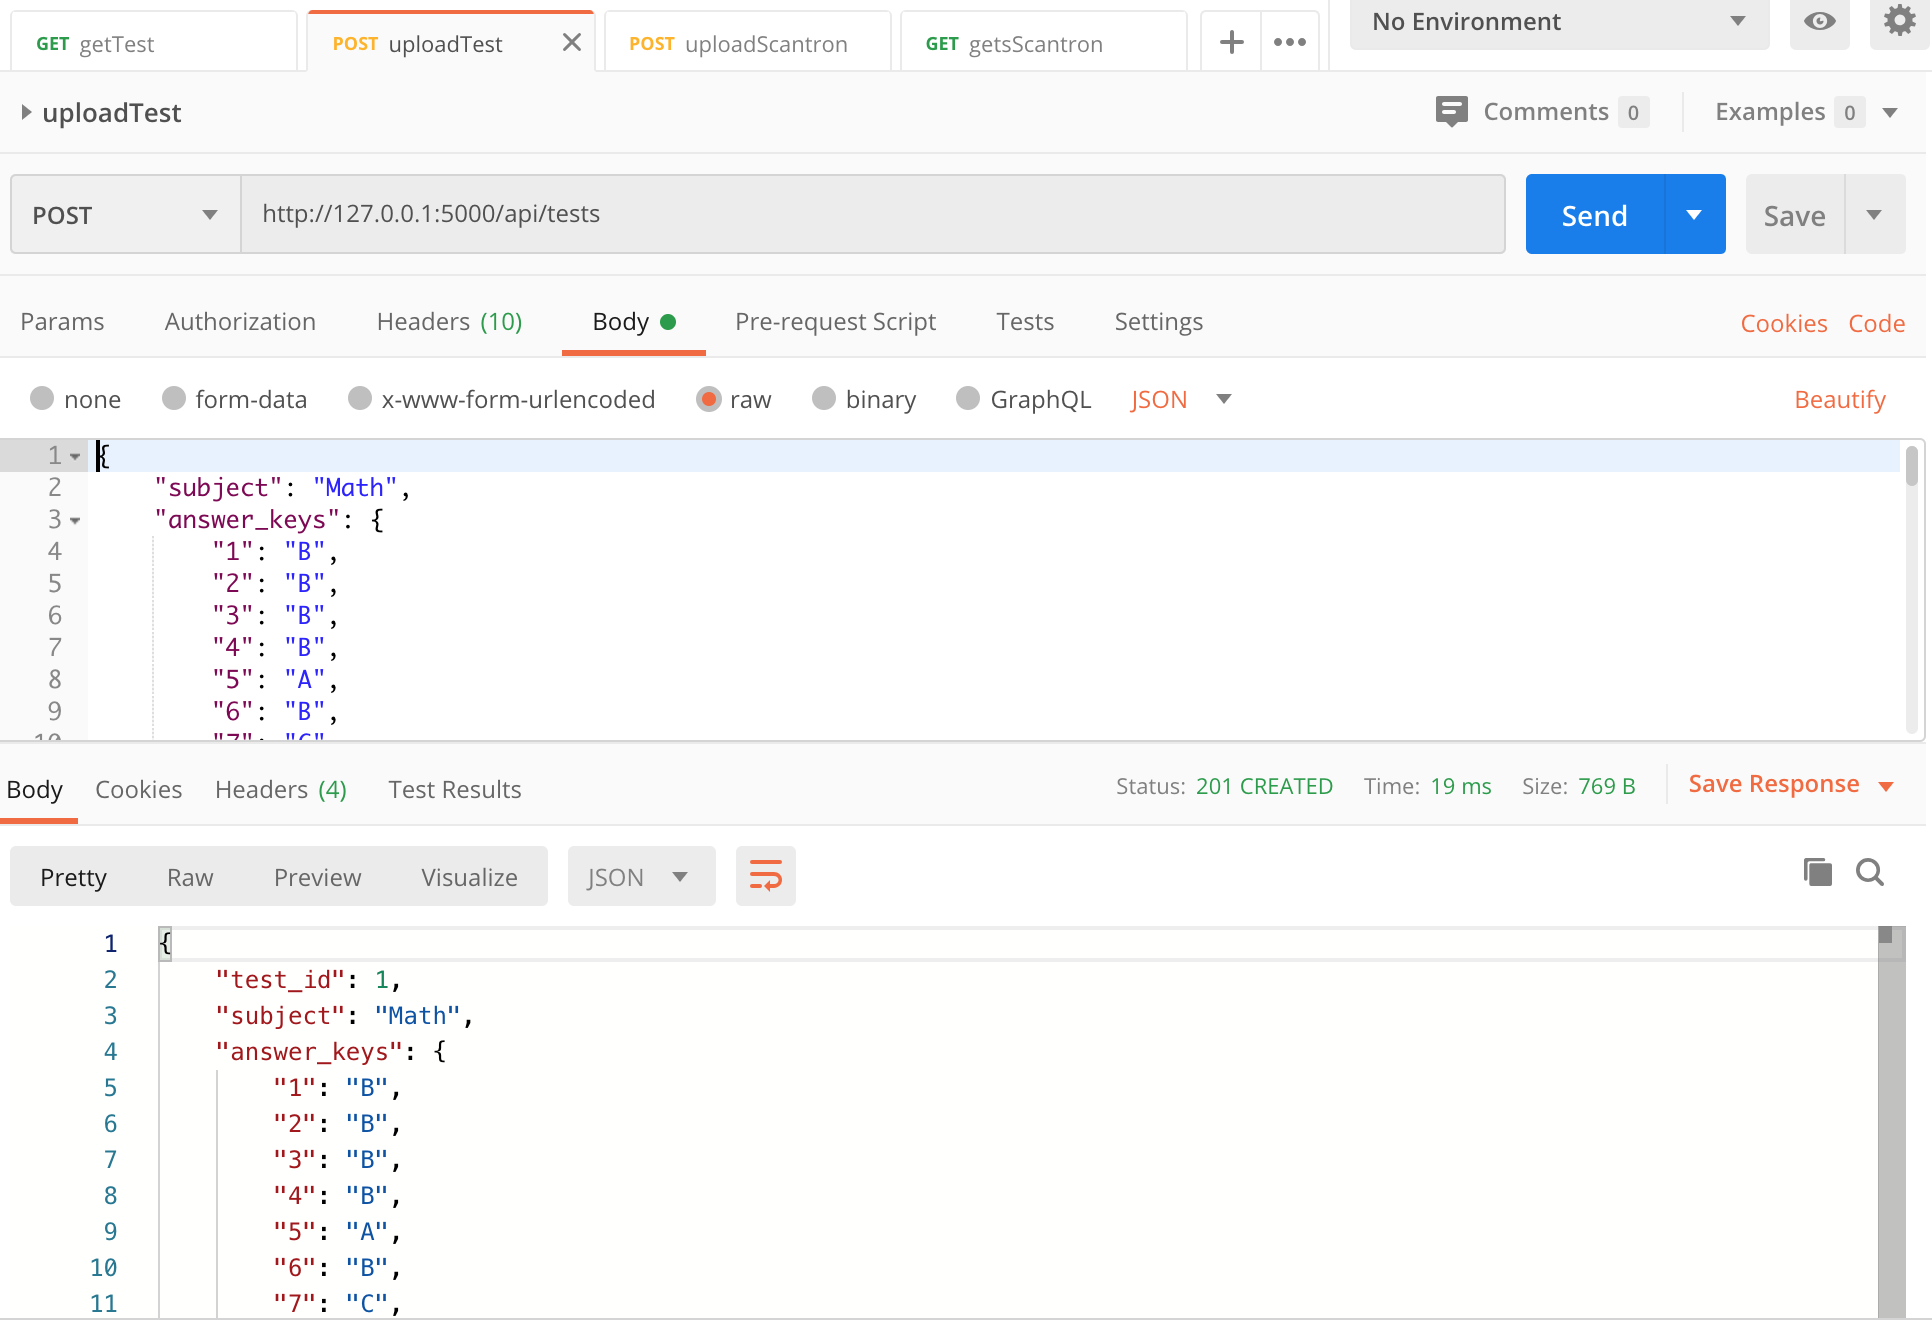 GET getTest POST uploadTest POST uploadScantron GET getsScantron No Environment
uploadTest Comments 0 Examples 0
POST http://127.0.0.1:5000/api/tests Send Save
Params Authorization Headers (10) Body Pre-request Script Tests Settings Cookies Code
none form-data x-www-form-urlencoded raw binary GraphQL JSON Beautify
1 {
2 "subject": "Math",
3 "answer_keys": {
4 "1": "B",
5 "2": "B",
6 "3": "B",
7 "4": "B",
8 "5": "A",
9 "6": "B",
10 "7": "C"
Body Cookies Headers (4) Test Results Status: 201 CREATED Time: 19 ms Size: 769 B Save Response
Pretty Raw Preview Visualize JSON
1 {
2 "test_id": 1,
3 "subject": "Math",
4 "answer_keys": {
5 "1": "B",
6 "2": "B",
7 "3": "B",
8 "4": "B",
9 "5": "A",
10 "6": "B",
11 "7": "C",